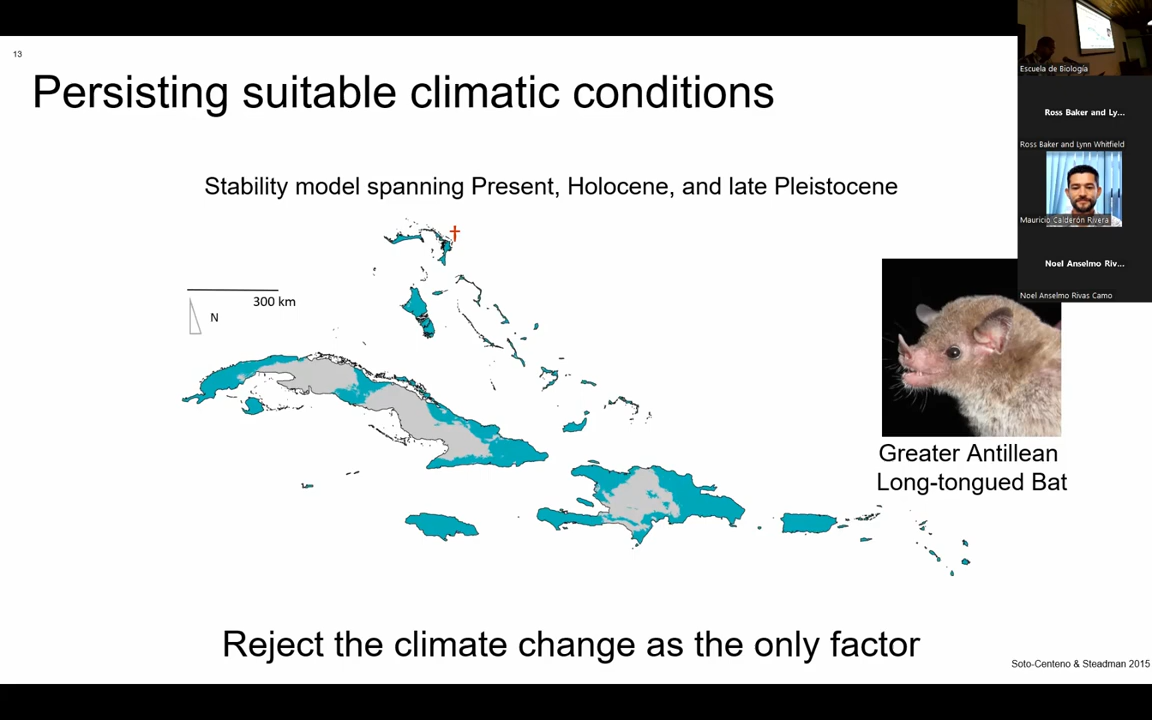 13
Persisting suitable climatic conditions
Stability model spanning Present, Holocene, and late Pleistocene
†
300 km
N
Greater Antillean
Long-tongued Bat
Reject the climate change as the only factor
Soto-Centeno & Steadman 2015
Escuela de Biología
Ross Baker and Ly...
Ross Baker and Lynn Whitfield
Mauricio Calderón Rivera
Noel Anselmo Riv...
Noel Anselmo Rivas Camo